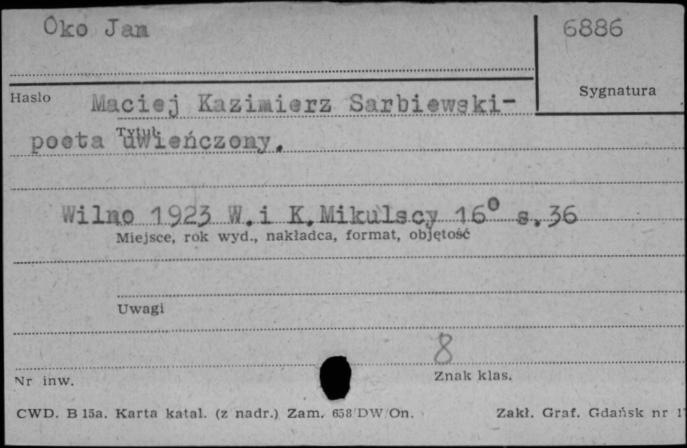 Oko Jan
6886
Hasło
Sygnatura
Maciej Kazimierz Sarbiewski-
Tytuł
poeta uwieńczony.
Wilno 1923 W.i K.Mikulscy 16° s.36
Miejsce, rok wyd., nakładca, format, objętość
Uwagi
8
Nr inw.
Znak klas.
CWD. B 15a. Karta katal. (z nadr.) Zam. 658/DW/On.
Zakł. Graf. Gdańsk nr